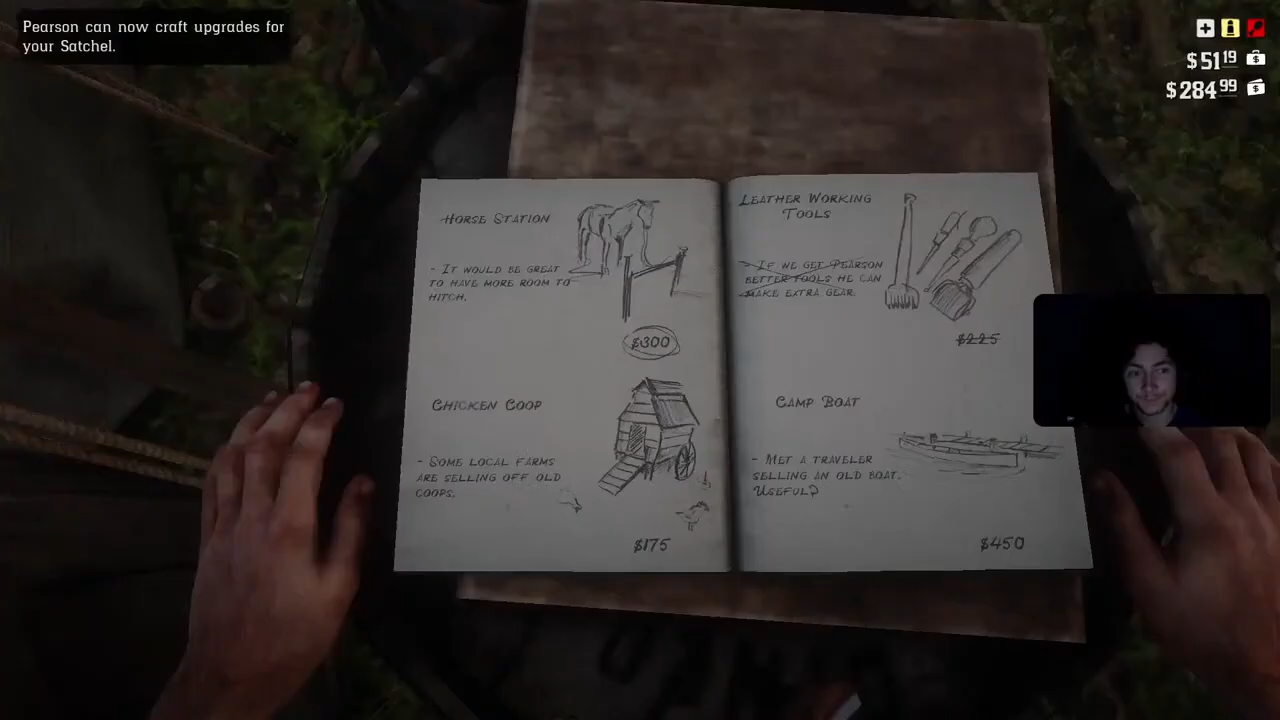 Pearson can now craft upgrades for
your Satchel.
$51 19
$284 99
HORSE STATION
- IT WOULD BE GREAT
TO HAVE MORE ROOM TO
HITCH.
$300
CHICKEN COOP
- SOME LOCAL FARMS
ARE SELLING OFF OLD
COOPS.
$175
LEATHER WORKING
TOOLS
- IF WE GET PEARSON
BETTER TOOLS HE CAN
MAKE EXTRA GEAR.
$225
CAMP BOAT
- MET A TRAVELER
SELLING AN OLD BOAT.
USEFUL?
$450